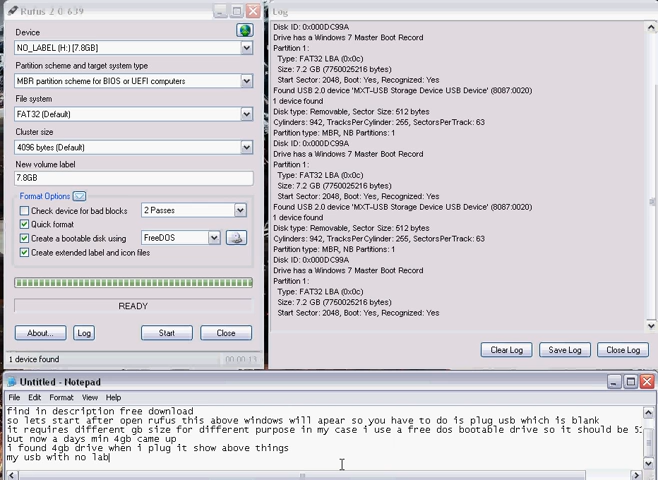 Rufus 2.0.639
Device
NO_LABEL (H:) [7.8GB]
Partition scheme and target system type
MBR partition scheme for BIOS or UEFI computers
File system
FAT32 (Default)
Cluster size
4096 bytes (Default)
New volume label
7.8GB
Format Options
Check device for bad blocks
2 Passes
Quick format
Create a bootable disk using
FreeDOS
Create extended label and icon files
READY
About...
Log
Start
Close
1 device found
00:00:13
Log
Disk ID: 0x000DC99A
Drive has a Windows 7 Master Boot Record
Partition 1:
Type: FAT32 LBA (0x0c)
Size: 7.2 GB (7750025216 bytes)
Start Sector: 2048, Boot: Yes, Recognized: Yes
Found USB 2.0 device 'MXT-USB Storage Device USB Device' (8087:0020)
1 device found
Disk type: Removable, Sector Size: 512 bytes
Cylinders: 942, TracksPerCylinder: 255, SectorsPerTrack: 63
Partition type: MBR, NB Partitions: 1
Disk ID: 0x000DC99A
Drive has a Windows 7 Master Boot Record
Partition 1:
Type: FAT32 LBA (0x0c)
Size: 7.2 GB (7750025216 bytes)
Start Sector: 2048, Boot: Yes, Recognized: Yes
Found USB 2.0 device 'MXT-USB Storage Device USB Device' (8087:0020)
1 device found
Disk type: Removable, Sector Size: 512 bytes
Cylinders: 942, TracksPerCylinder: 255, SectorsPerTrack: 63
Partition type: MBR, NB Partitions: 1
Disk ID: 0x000DC99A
Drive has a Windows 7 Master Boot Record
Partition 1:
Type: FAT32 LBA (0x0c)
Size: 7.2 GB (7750025216 bytes)
Start Sector: 2048, Boot: Yes, Recognized: Yes
Clear Log
Save Log
Close Log
Untitled - Notepad
File Edit Format View Help
find in description free download
so lets start after open rufus this above windows will apear so you have to do is plug usb which is blank
it requires different gb size for different purpose in my case i use a free dos bootable drive so it should be 51
but now a days min 4gb came up
i found 4gb drive when i plug it show above things
my usb with no lab